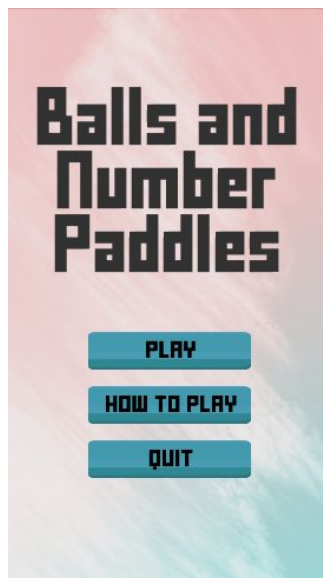 Balls and
Number
Paddles
PLAY
HOW TO PLAY
QUIT